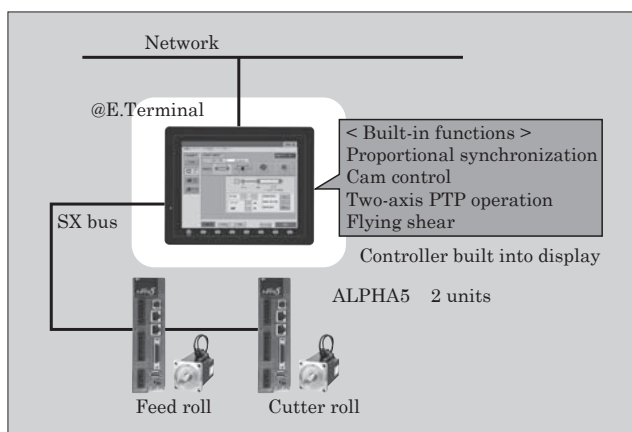 Network
@E.Terminal
< Built-in functions >
Proportional synchronization
Cam control
Two-axis PTP operation
Flying shear
SX bus
Controller built into display
ALPHA5 2 units
Feed roll
Cutter roll